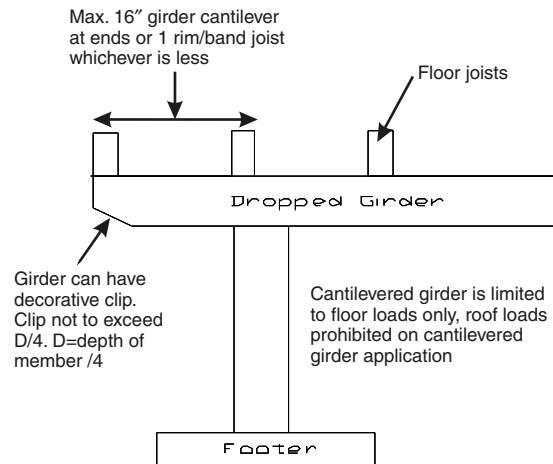 Max. 16″ girder cantilever
at ends or 1 rim/band joist
whichever is less
Floor joists
Dropped Girder
Girder can have
decorative clip.
Clip not to exceed
D/4. D=depth of
member /4
Cantilevered girder is limited
to floor loads only, roof loads
prohibited on cantilevered
girder application
Footer